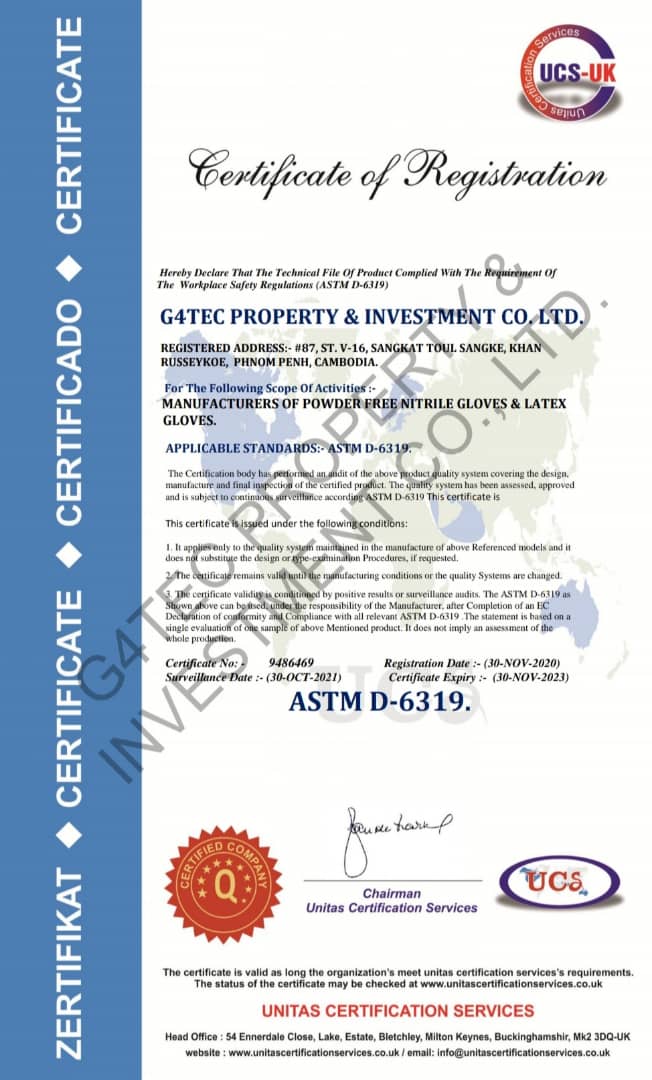 ZERTIFIKAT ◆ CERTIFICATE ◆ CERTIFICADO ◆ CERTIFICATE
Unitas Certification Services
UCS-UK
Certificate of Registration
Hereby Declare That The Technical File Of Product Complied With The Requirement Of
The Workplace Safety Regulations (ASTM D-6319)
G4TEC PROPERTY & INVESTMENT CO. LTD.
REGISTERED ADDRESS:- #87, ST. V-16, SANGKAT TOUL SANGKE, KHAN
RUSSEYKOE, PHNOM PENH, CAMBODIA.
For The Following Scope Of Activities :-
MANUFACTURERS OF POWDER FREE NITRILE GLOVES & LATEX
GLOVES.
APPLICABLE STANDARDS:- ASTM D-6319.
The Certification body has performed an audit of the above product quality system covering the design,
manufacture and final inspection of the certified product. The quality system has been assessed, approved
and is subject to continous surveillance according ASTM D-6319 This certificate is
This certificate is issued under the following conditions:
1. It applies only to the quality system maintained in the manufacture of above Referenced models and it
does not substitute the design or type-examination Procedures, if requested.
2. The certificate remains valid until the manufacturing conditions or the quality Systems are changed.
3. The certificate validity is conditioned by positive results or surveillance audits. The ASTM D-6319 as
Shown above can be used, under the responsibility of the Manufacturer, after Completion of an EC
Declaration of conformity and Compliance with all relevant ASTM D-6319 .The statement is based on a
single evaluation of one sample of above Mentioned product. It does not imply an assessment of the
whole production.
Certificate No: - 9486469 Registration Date :- (30-NOV-2020)
Surveillance Date :- (30-OCT-2021) Certificate Expiry :- (30-NOV-2023)
UCS
ASTM D-6319.
G4TEC PROPERTY &
INVESTMENT CO., LTD.
CERTIFIED COMPANY
Q
Chairman
Unitas Certification Services
UCS
The certificate is valid as long the organization's meet unitas certification services's requirements.
The status of the certificate may be checked at www.unitascertificationservices.co.uk
UNITAS CERTIFICATION SERVICES
Head Office : 54 Ennerdale Close, Lake, Estate, Bletchley, Milton Keynes, Buckinghamshir, Mk2 3DQ-UK
website : www.unitascertificationservices.co.uk / email: info@unitascertificationservices.co.uk